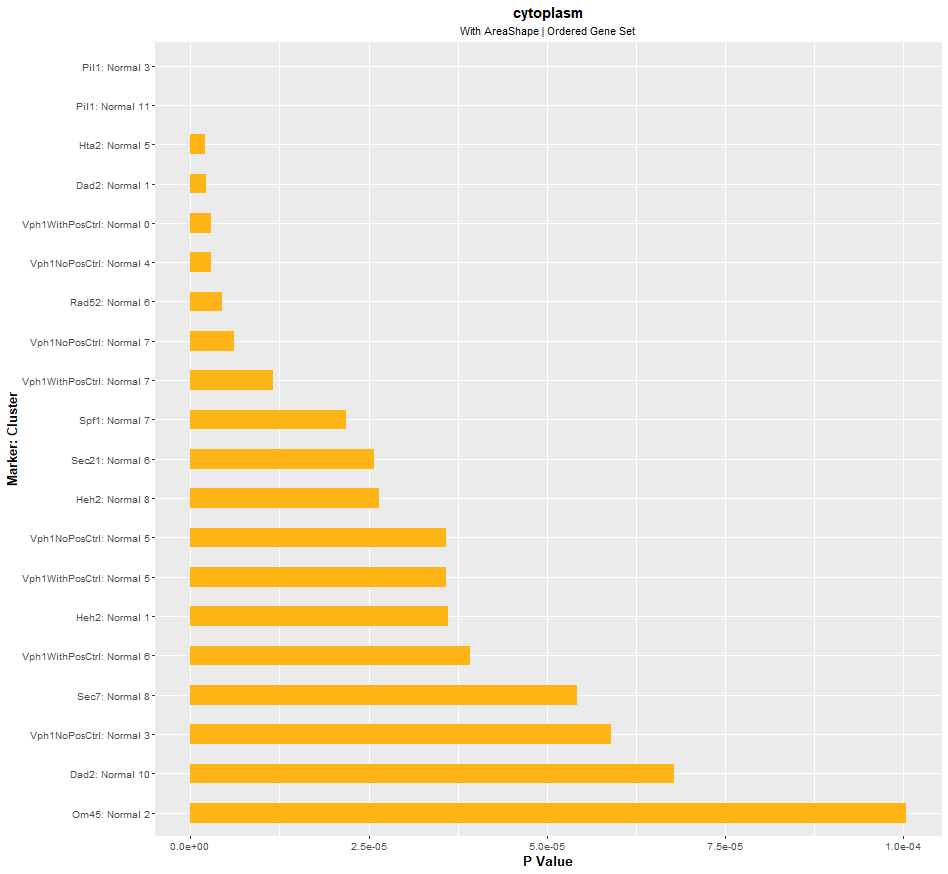 cytoplasm
With AreaShape | Ordered Gene Set
Marker: Cluster
Pil1: Normal 3
Pil1: Normal 11
Hta2: Normal 5
Dad2: Normal 1
Vph1WithPosCtrl: Normal 0
Vph1NoPosCtrl: Normal 4
Rad52: Normal 6
Vph1NoPosCtrl: Normal 7
Vph1WithPosCtrl: Normal 7
Spf1: Normal 7
Sec21: Normal 6
Heh2: Normal 8
Vph1NoPosCtrl: Normal 5
Vph1WithPosCtrl: Normal 5
Heh2: Normal 1
Vph1WithPosCtrl: Normal 6
Sec7: Normal 8
Vph1NoPosCtrl: Normal 3
Dad2: Normal 10
Om45: Normal 2
0.0e+00 2.5e-05 5.0e-05 7.5e-05 1.0e-04
P Value